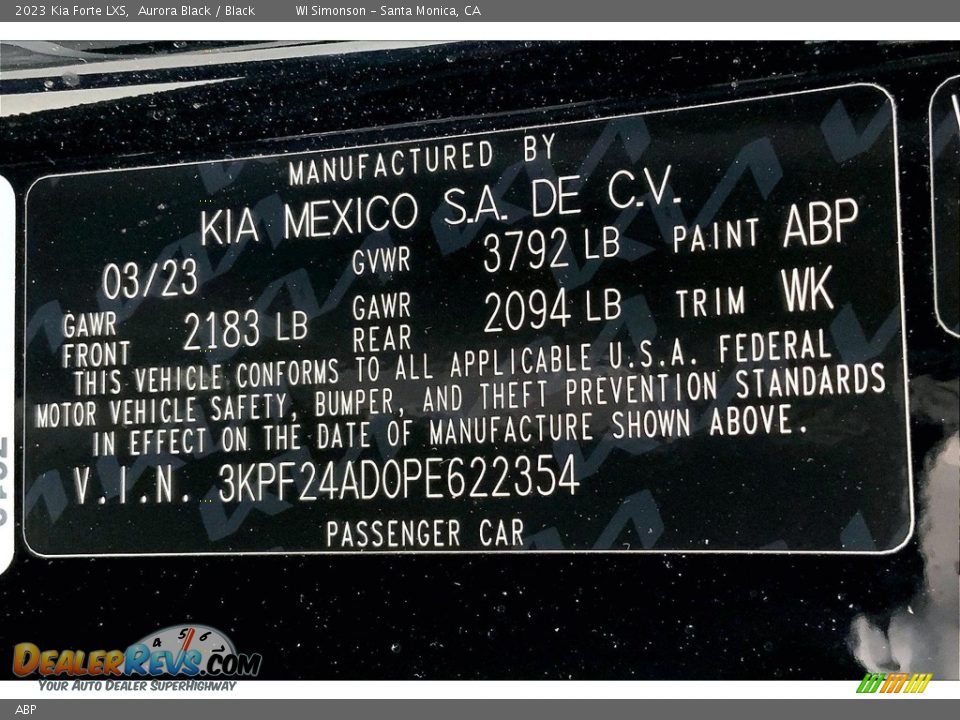 2023 Kia Forte LXS, Aurora Black / Black WI Simonson - Santa Monica, CA
MANUFACTURED BY
KIA MEXICO S.A. DE C.V.
03/23 GVWR 3792 LB PAINT ABP
GAWR FRONT 2183 LB GAWR REAR 2094 LB TRIM WK
THIS VEHICLE CONFORMS TO ALL APPLICABLE U.S.A. FEDERAL
MOTOR VEHICLE SAFETY, BUMPER, AND THEFT PREVENTION STANDARDS
IN EFFECT ON THE DATE OF MANUFACTURE SHOWN ABOVE.
V.I.N. 3KPF24AD0PE622354
PASSENGER CAR
4 5 6
DEALERREVS.COM
YOUR AUTO DEALER SUPERHIGHWAY
ABP